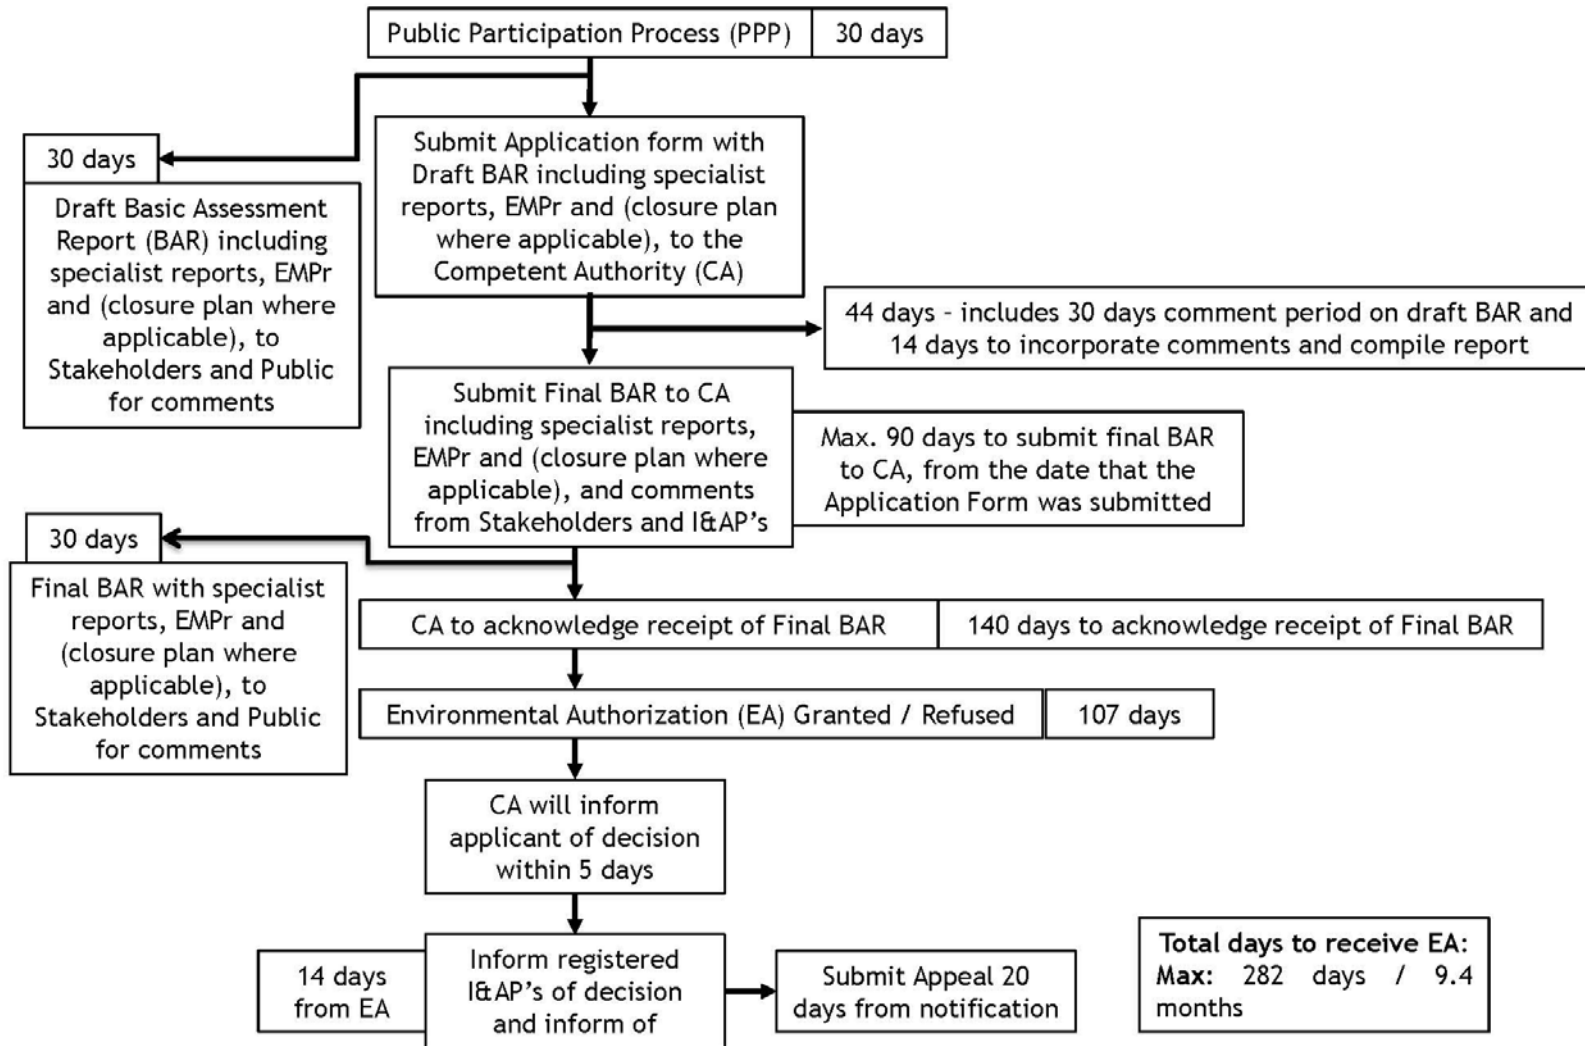 Public Participation Process (PPP)
30 days
30 days
Draft Basic Assessment
Report (BAR) including
specialist reports, EMPr
and (closure plan where
applicable), to
Stakeholders and Public
for comments
Submit Application form with
Draft BAR including specialist
reports, EMPr and (closure plan
where applicable), to the
Competent Authority (CA)
44 days - includes 30 days comment period on draft BAR and
14 days to incorporate comments and compile report
Submit Final BAR to CA
including specialist reports,
EMPr and (closure plan where
applicable), and comments
from Stakeholders and I&AP's
Max. 90 days to submit final BAR
to CA, from the date that the
Application Form was submitted
30 days
Final BAR with specialist
reports, EMPr and
(closure plan where
applicable), to
Stakeholders and Public
for comments
CA to acknowledge receipt of Final BAR
140 days to acknowledge receipt of Final BAR
Environmental Authorization (EA) Granted / Refused
107 days
CA will inform
applicant of decision
within 5 days
14 days
from EA
Inform registered
I&AP's of decision
and inform of
Submit Appeal 20
days from notification
Total days to receive EA:
Max: 282 days / 9.4
months